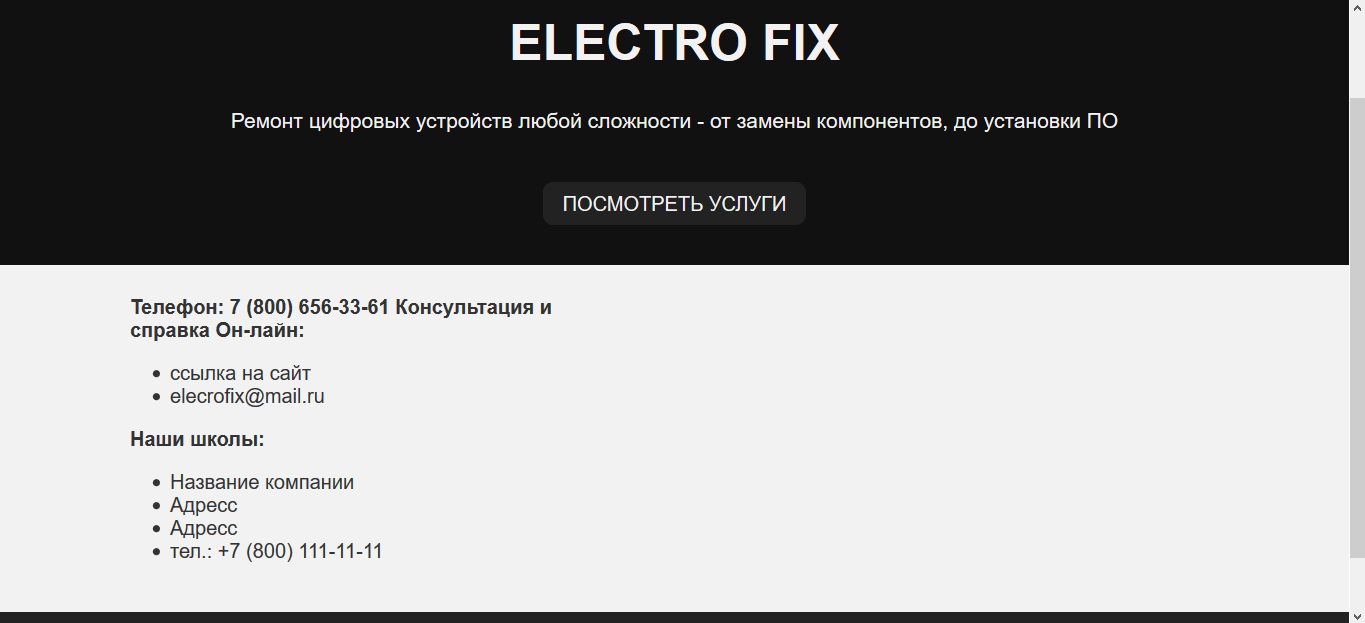 ELECTRO FIX
Ремонт цифровых устройств любой сложности - от замены компонентов, до установки ПО
ПОСМОТРЕТЬ УСЛУГИ
Телефон: 7 (800) 656-33-61 Консультация и
справка Он-лайн:
ссылка на сайт
elecrofix@mail.ru
Наши школы:
Название компании
Адресс
Адресс
тел.: +7 (800) 111-11-11